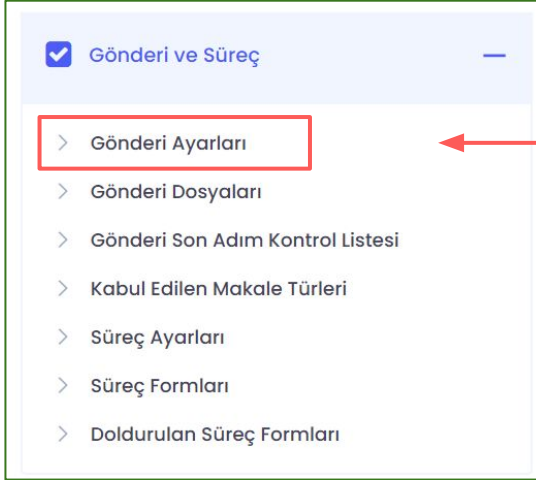 Gönderi ve Süreç
Gönderi Ayarları
Gönderi Dosyaları
Gönderi Son Adım Kontrol Listesi
Kabul Edilen Makale Türleri
Süreç Ayarları
Süreç Formları
Doldurulan Süreç Formları